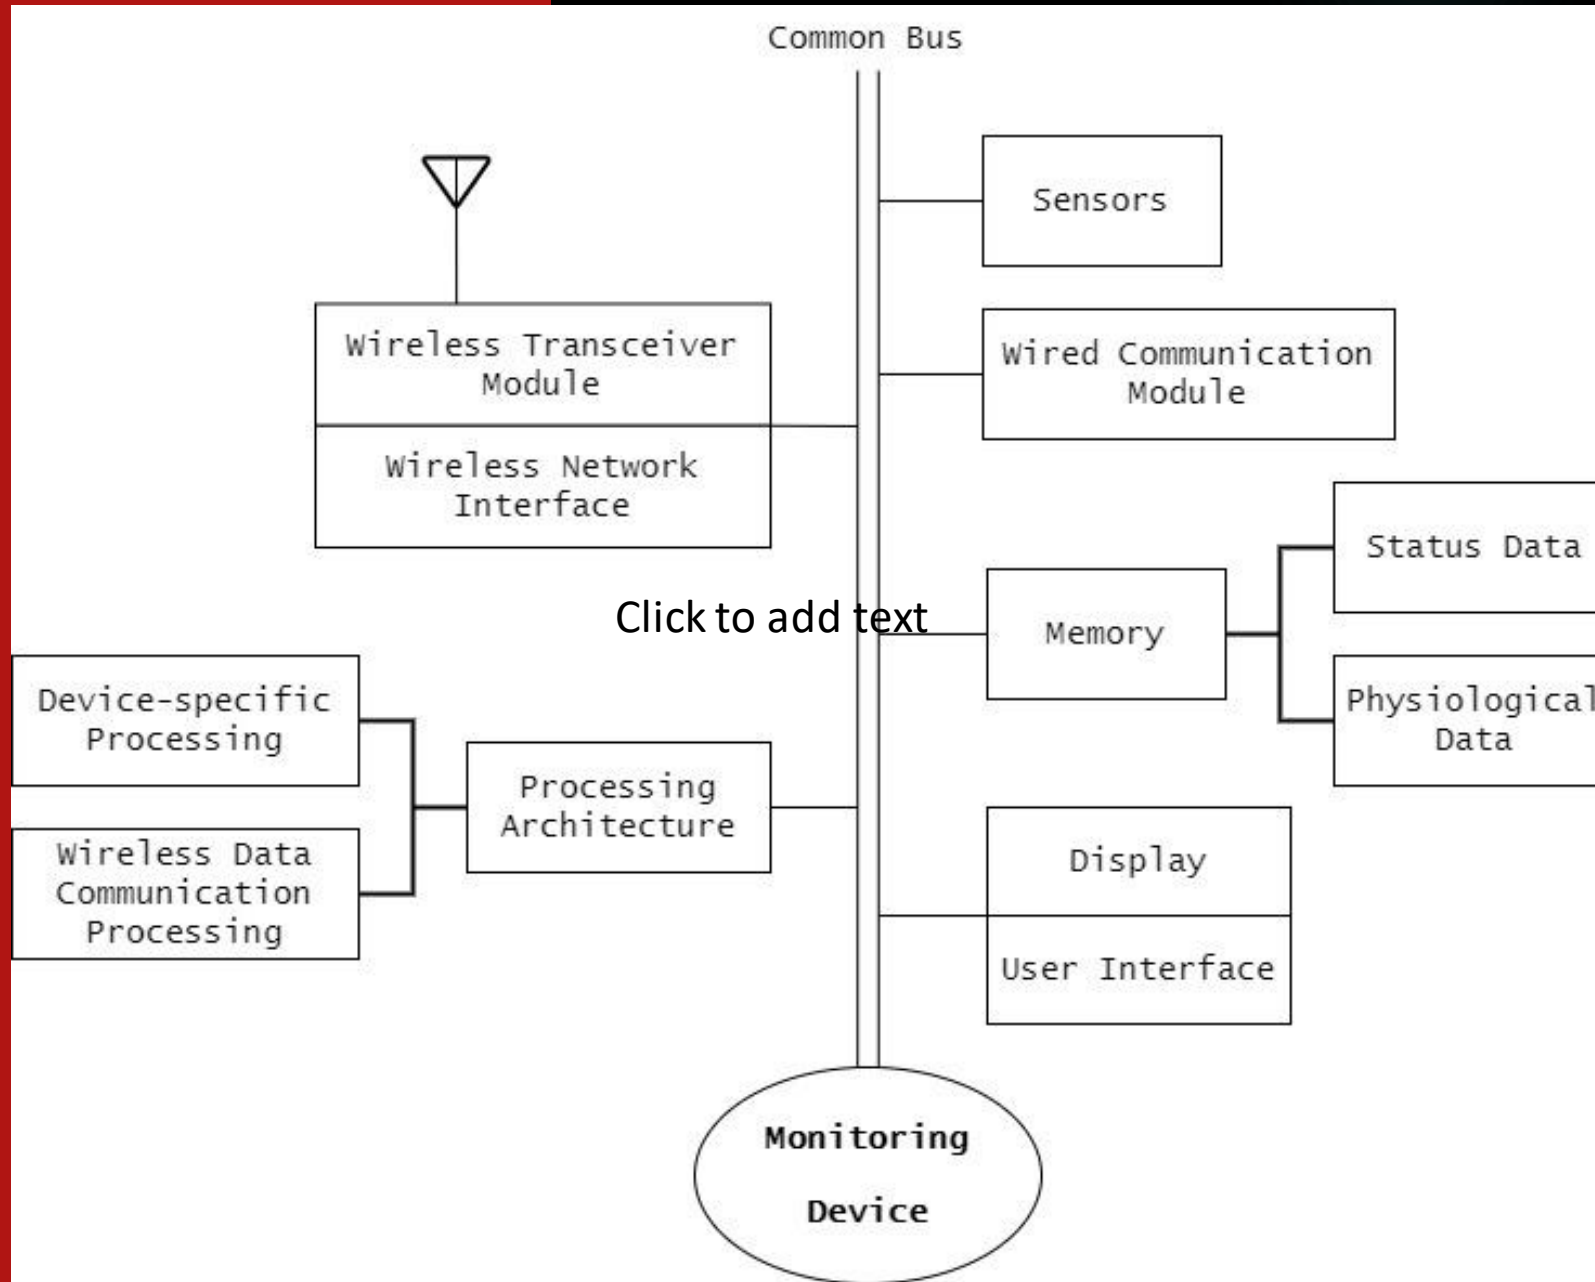 Common Bus
Sensors
Wireless Transceiver
Module
Wired Communication
Module
Wireless Network
Interface
Status Data
Click to add text
Memory
Device-specific
Processing
Physiological
Data
Processing
Architecture
Wireless Data
Communication
Processing
Display
User Interface
Monitoring
Device